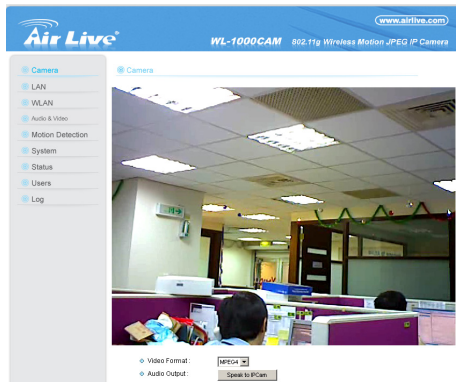 www.airlive.com
Air Live®
WL-1000CAM 802.11g Wireless Motion JPEG IP Camera
Camera
LAN
WLAN
Audio & Video
Motion Detection
System
Status
Users
Log
Camera
Video Format :
MPEG4
Audio Output :
Speak to IPCam